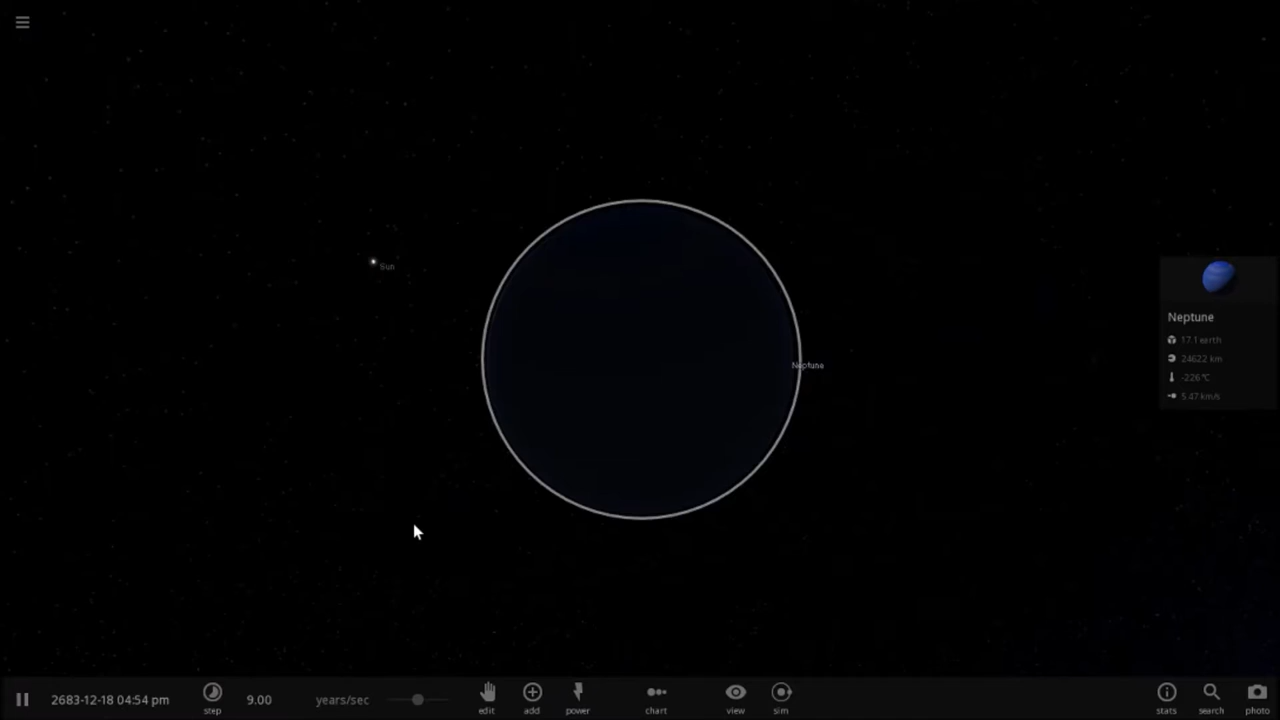 Sun
Neptune
Neptune
17.1 earth
24622 km
-226°C
5.47 km/s
2683-12-18 04:54 pm
step
9.00
years/sec
edit
add
power
chart
view
sim
stats
search
photo